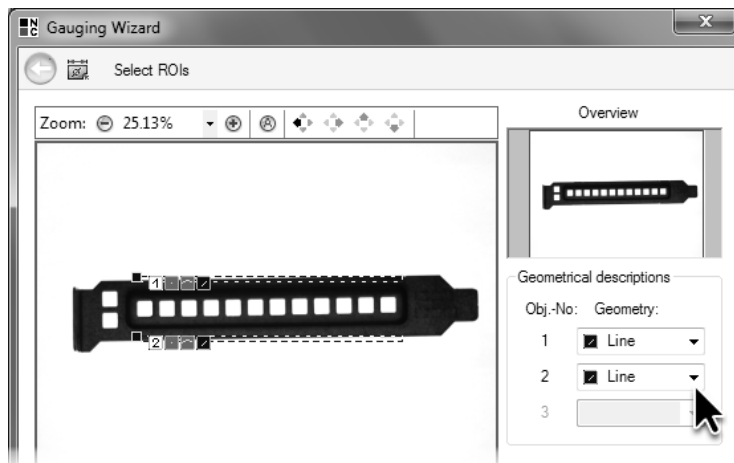 NC Gauging Wizard x
Select ROIs
Zoom: 25.13% A
Overview
1
2
Geometrical descriptions
Obj.-No: Geometry:
1 Line
2 Line
3